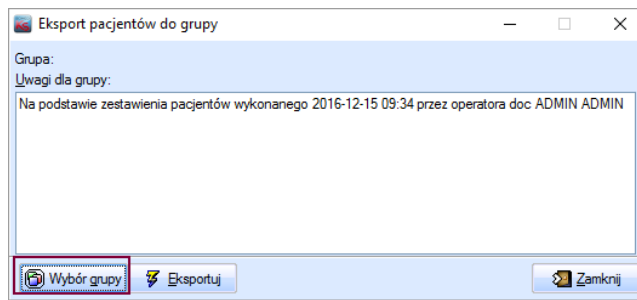 Eksport pacjentów do grupy
Grupa:
Uwagi dla grupy:
Na podstawie zestawienia pacjentów wykonanego 2016-12-15 09:34 przez operatora doc ADMIN ADMIN
Wybór grupy Eksportuj Zamknij